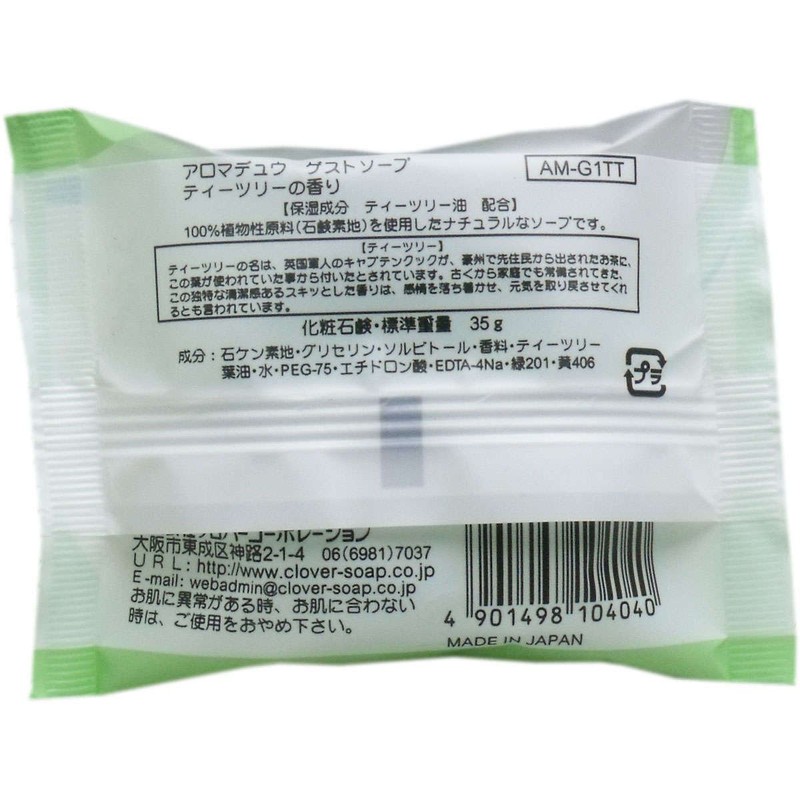 アロマデュウ ゲストソープ
AM-G1TT
ティーツリーの香り
【保湿成分 ティーツリー油 配合】
100%植物性原料(石鹸素地)を使用したナチュラルなソープです。
【ティーツリー】
ティーツリーの名は、英国軍人のキャプテンクックが、豪州で先住民から出されたお茶に、
この葉が使われていた事から付いたとされています。古くから家庭でも常備されてきた、
この独特な清潔感あるスキッとした香りは、感情を落ち着かせ、元気を取り戻させてくれ
るとも言われています。
化粧石鹸・標準重量 35g
成分：石ケン素地・グリセリン・ソルビトール・香料・ティーツリー
葉油・水・PEG-75・エチドロン酸・EDTA-4Na・緑201・黄406
プラ
クロバーコーポレーション
大阪市東成区神路2-1-4 06(6981)7037
URL:http://www.clover-soap.co.jp
E-mail: webadmin@clover-soap.co.jp
お肌に異常がある時、お肌に合わない
時は、ご使用をおやめ下さい。
4 901498 104040
MADE IN JAPAN